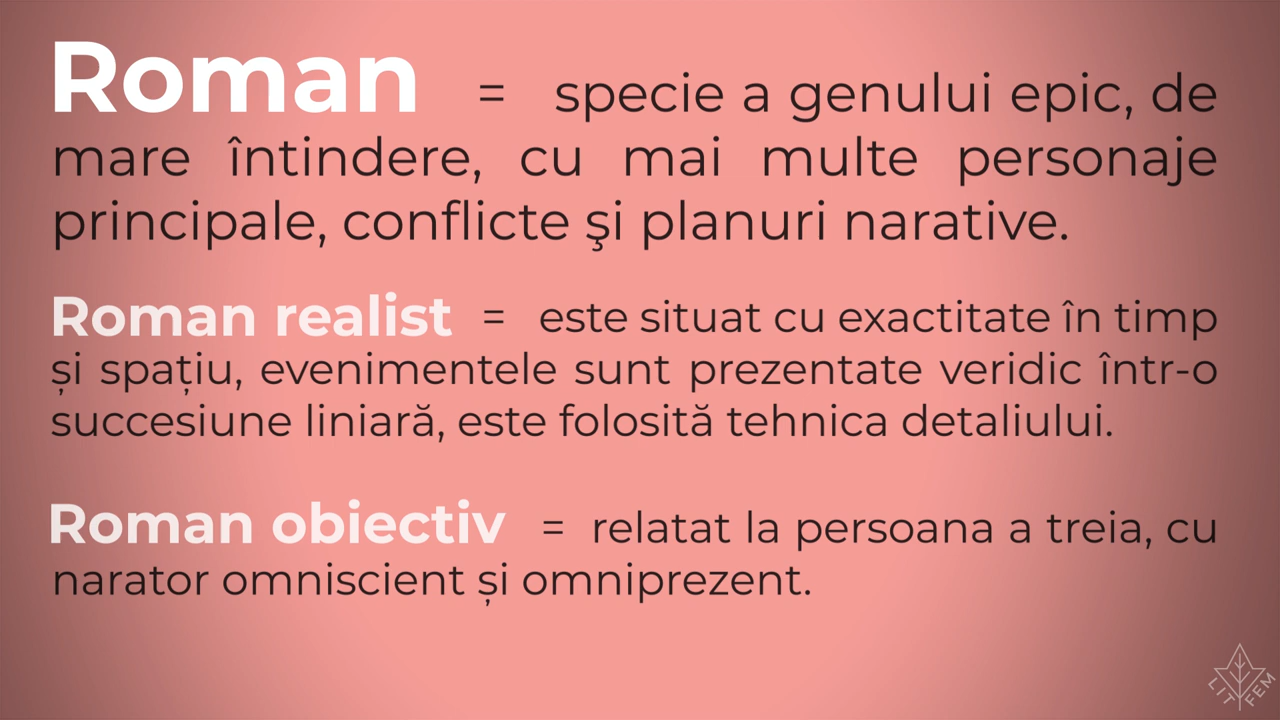 Roman = specie a genului epic, de
mare întindere, cu mai multe personaje
principale, conflicte şi planuri narative.
Roman realist = este situat cu exactitate în timp
și spațiu, evenimentele sunt prezentate veridic într-o
succesiune liniară, este folosită tehnica detaliului.
Roman obiectiv = relatat la persoana a treia, cu
narator omniscient și omniprezent.
LIT FEM